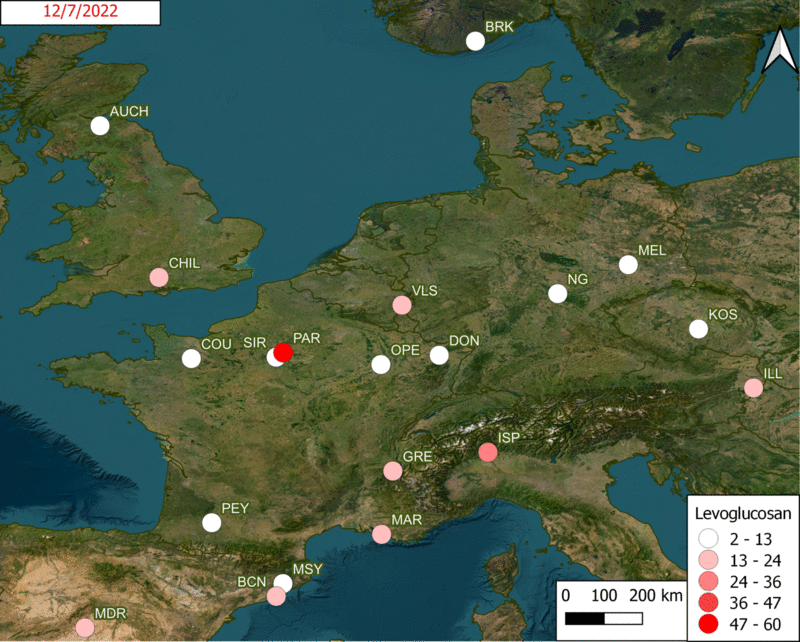 12/7/2022
BRK
AUCH
CHIL
MEL
NG
VLS
KOS
COU
SIR
PAR
OPE
DON
ILL
ISP
GRE
PEY
MAR
MSY
BCN
MDR
Levoglucosan
2 - 13
13 - 24
24 - 36
36 - 47
47 - 60
0 100 200 km